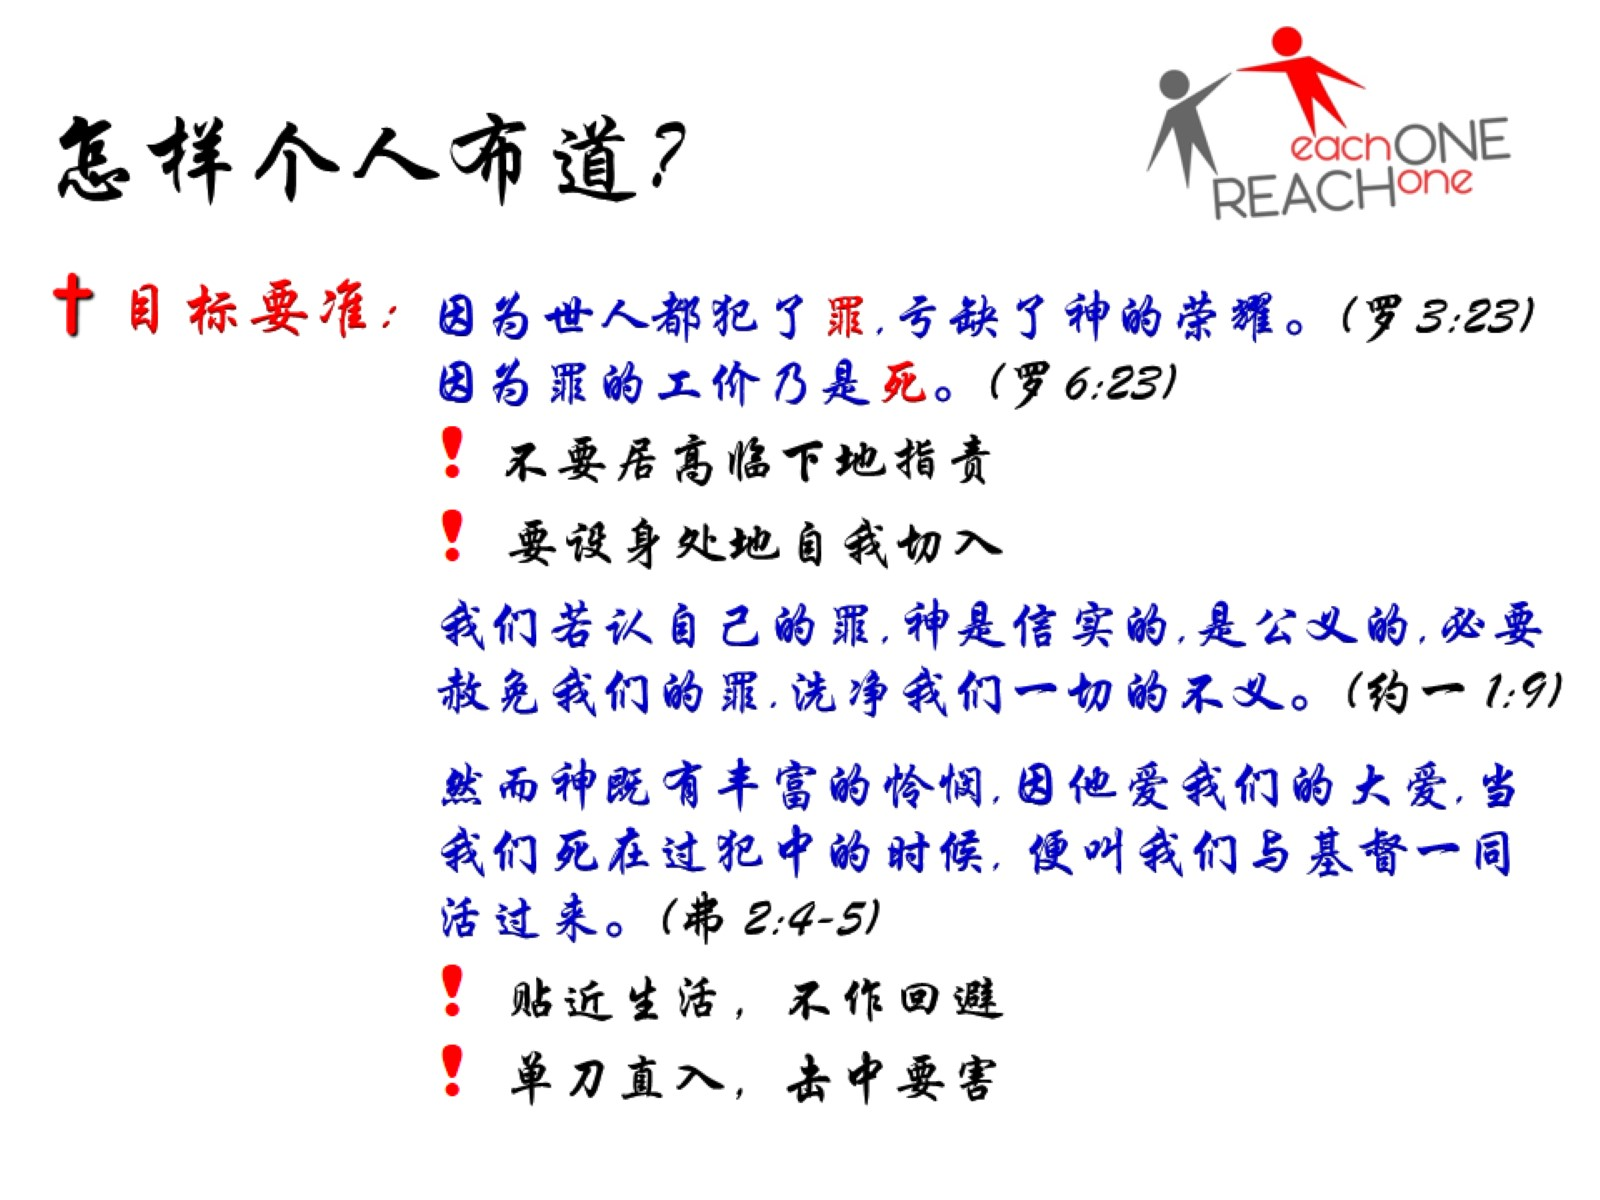 怎样个人布道？
eachONE
REACHone
†目标要准：
因为世人都犯了罪,亏缺了神的荣耀。(罗 3:23)
因为罪的工价乃是死。(罗 6:23)
! 不要居高临下地指责
! 要设身处地自我切入
我们若认自己的罪,神是信实的,是公义的,必要
赦免我们的罪,洗净我们一切的不义。(约一 1:9)
然而神既有丰富的怜悯,因他爱我们的大爱,当
我们死在过犯中的时候,便叫我们与基督一同
活过来。(弗 2:4-5)
! 贴近生活，不作回避
! 单刀直入，击中要害